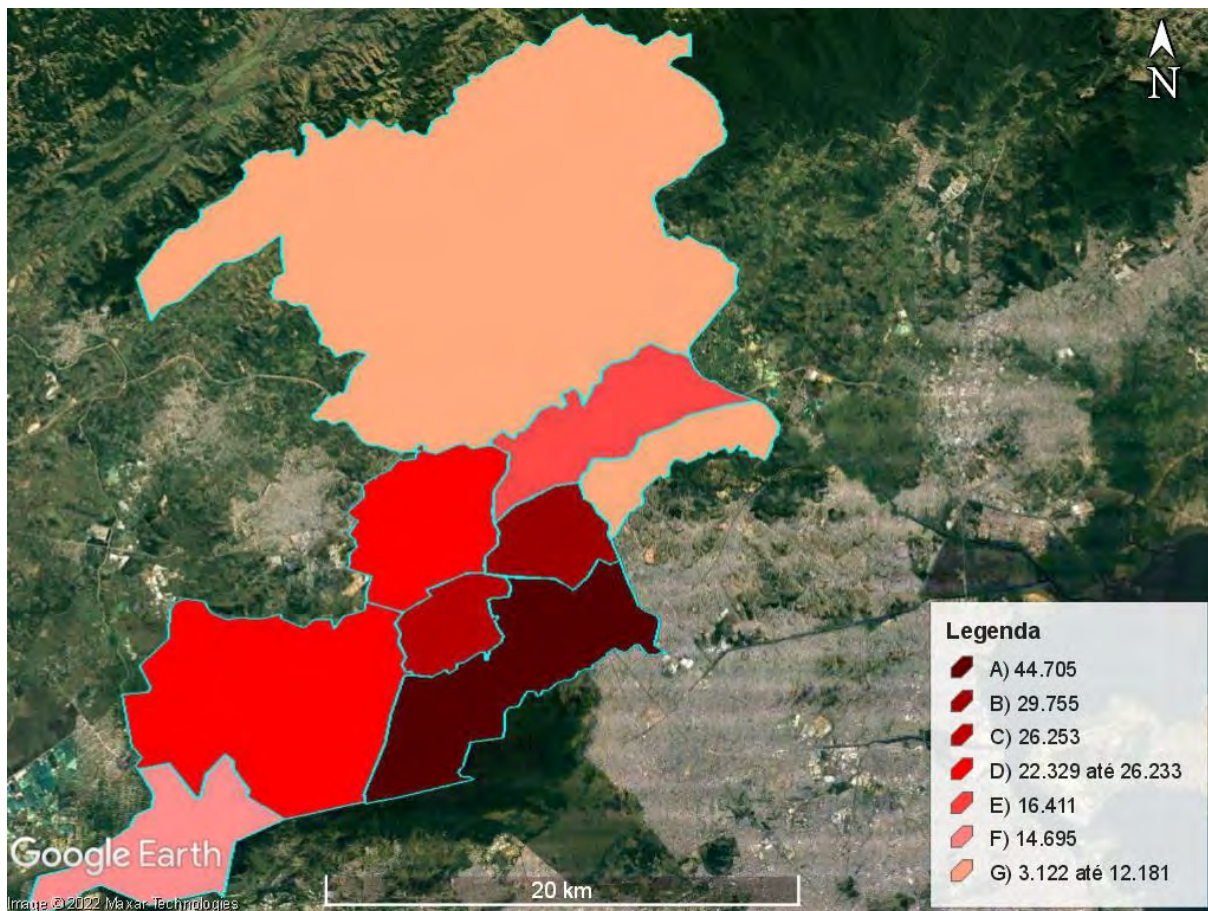 N
Legenda
A) 44.705
B) 29.755
C) 26.253
D) 22.329 até 26.233
E) 16.411
F) 14.695
G) 3.122 até 12.181
Google Earth
20 km
Image © 2022 Maxar Technologies